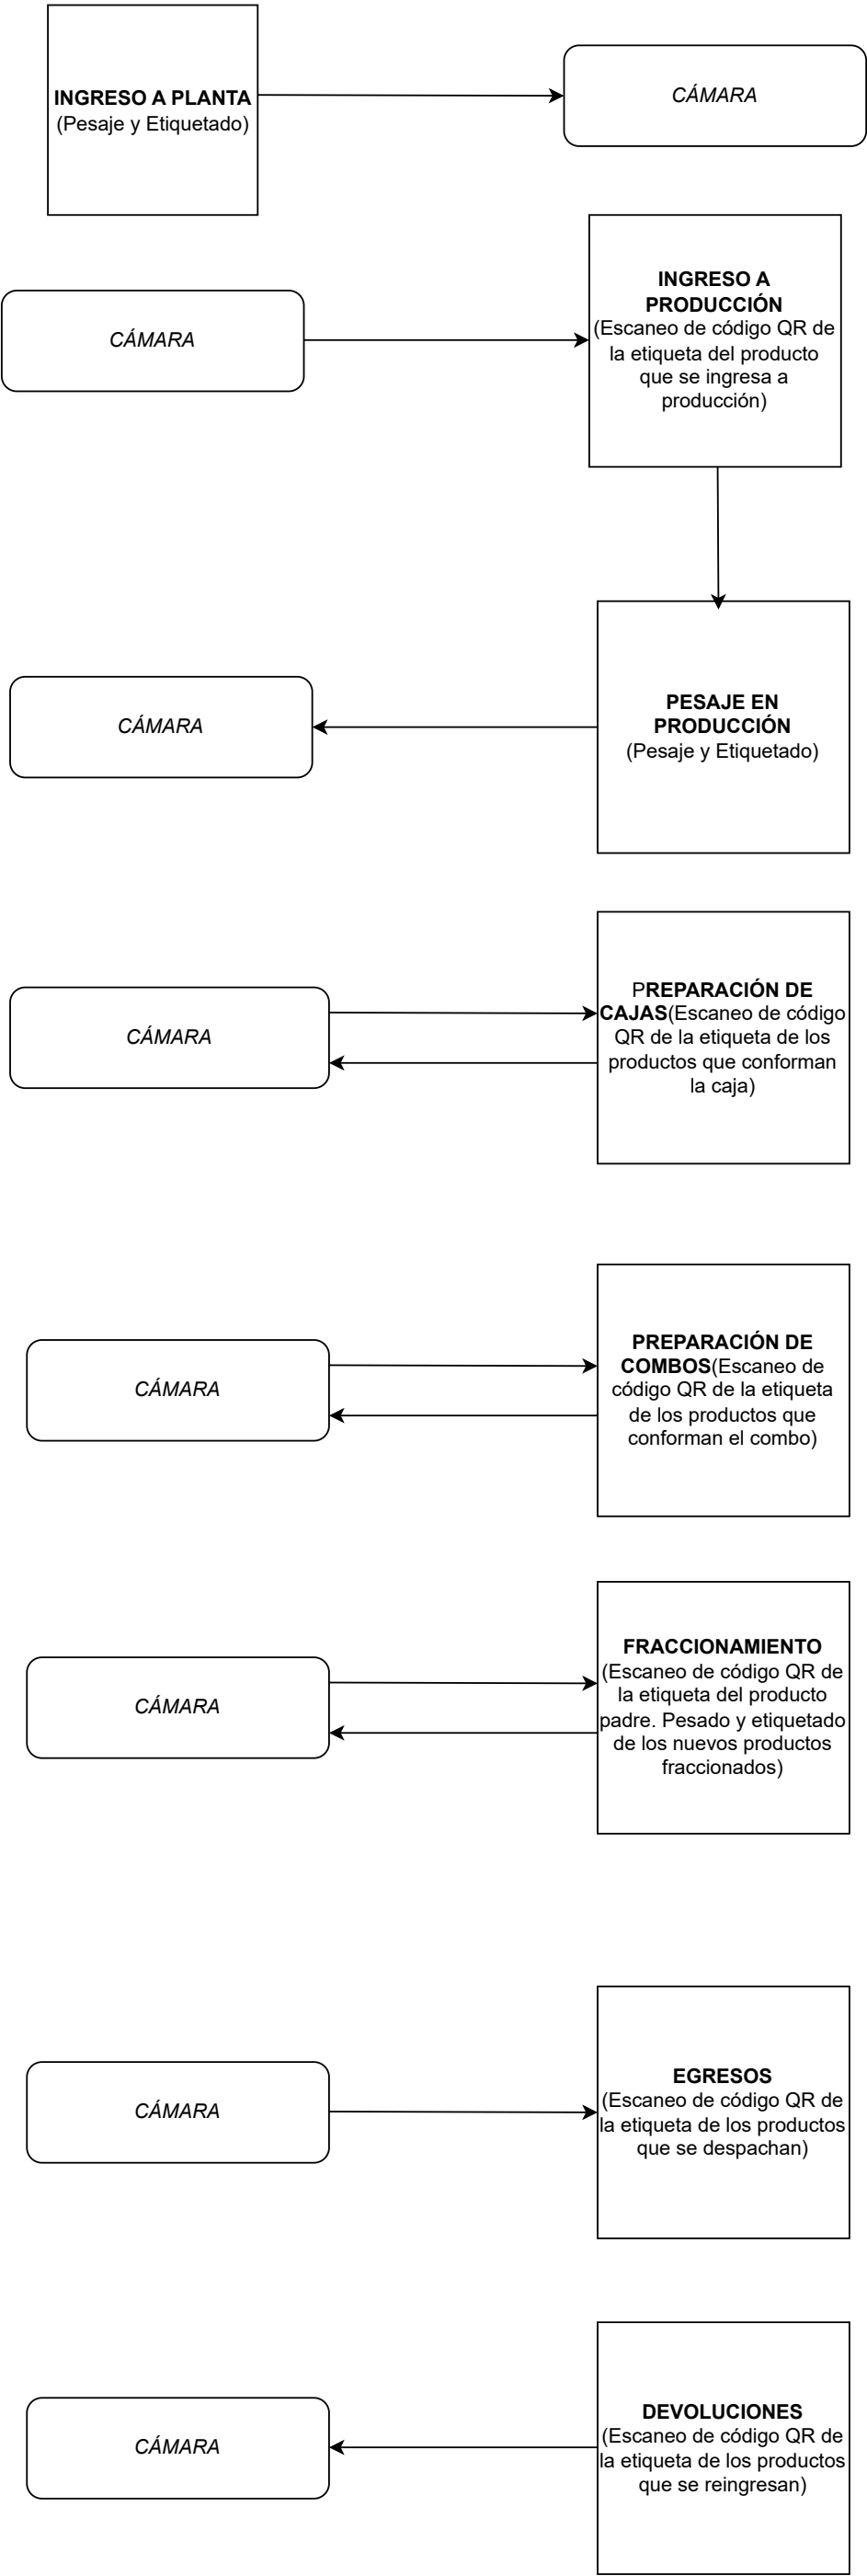 INGRESO A PLANTA
(Pesaje y Etiquetado)
CÁMARA
INGRESO A
PRODUCCIÓN
(Escaneo de código QR de
la etiqueta del producto
que se ingresa a
producción)
CÁMARA
PESAJE EN
PRODUCCIÓN
(Pesaje y Etiquetado)
CÁMARA
PREPARACIÓN DE
CAJAS(Escaneo de código
QR de la etiqueta de los
productos que conforman
la caja)
CÁMARA
PREPARACIÓN DE
COMBOS(Escaneo de
código QR de la etiqueta
de los productos que
conforman el combo)
CÁMARA
FRACCIONAMIENTO
(Escaneo de código QR de
la etiqueta del producto
padre. Pesado y etiquetado
de los nuevos productos
fraccionados)
CÁMARA
EGRESOS
(Escaneo de código QR de
la etiqueta de los productos
que se despachan)
CÁMARA
DEVOLUCIONES
(Escaneo de código QR de
la etiqueta de los productos
que se reingresan)
CÁMARA